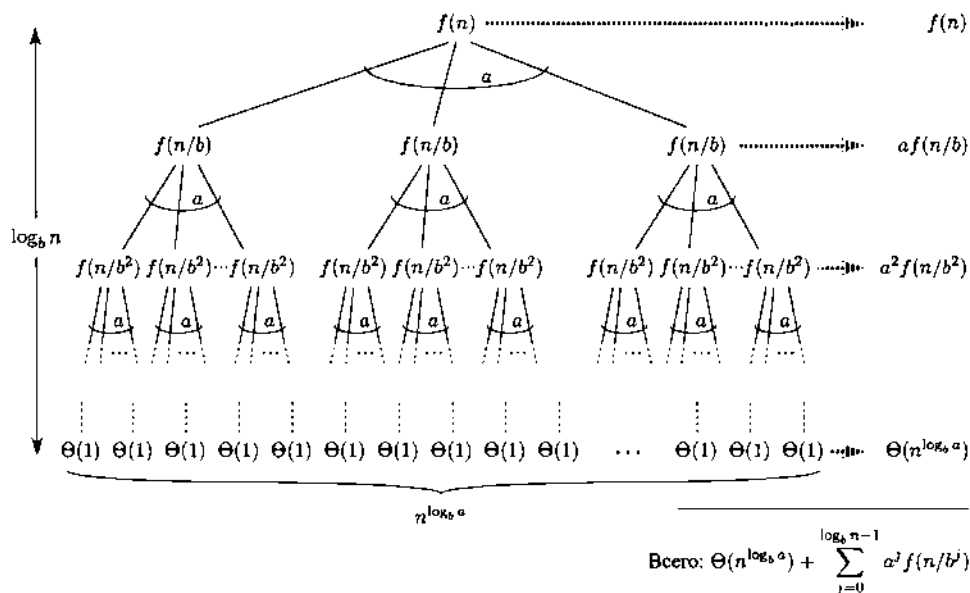 f(n) f(n)
a
f(n/b) f(n/b) f(n/b) af(n/b)
a a a
log_b n
f(n/b²) f(n/b²) ··· f(n/b²) f(n/b²) f(n/b²) ··· f(n/b²) f(n/b²) f(n/b²) ··· f(n/b²) a²f(n/b²)
a a a a a a a a a
... ... ... ... ... ... ... ... ...
Θ(1) Θ(1) Θ(1) Θ(1) Θ(1) Θ(1) Θ(1) Θ(1) Θ(1) Θ(1) ... Θ(1) Θ(1) Θ(1) Θ(n^{log_b a})
n^{log_b a}
Всего: Θ(n^{log_b a}) + ∑_{j=0}^{log_b n−1} a^j f(n/b^j)